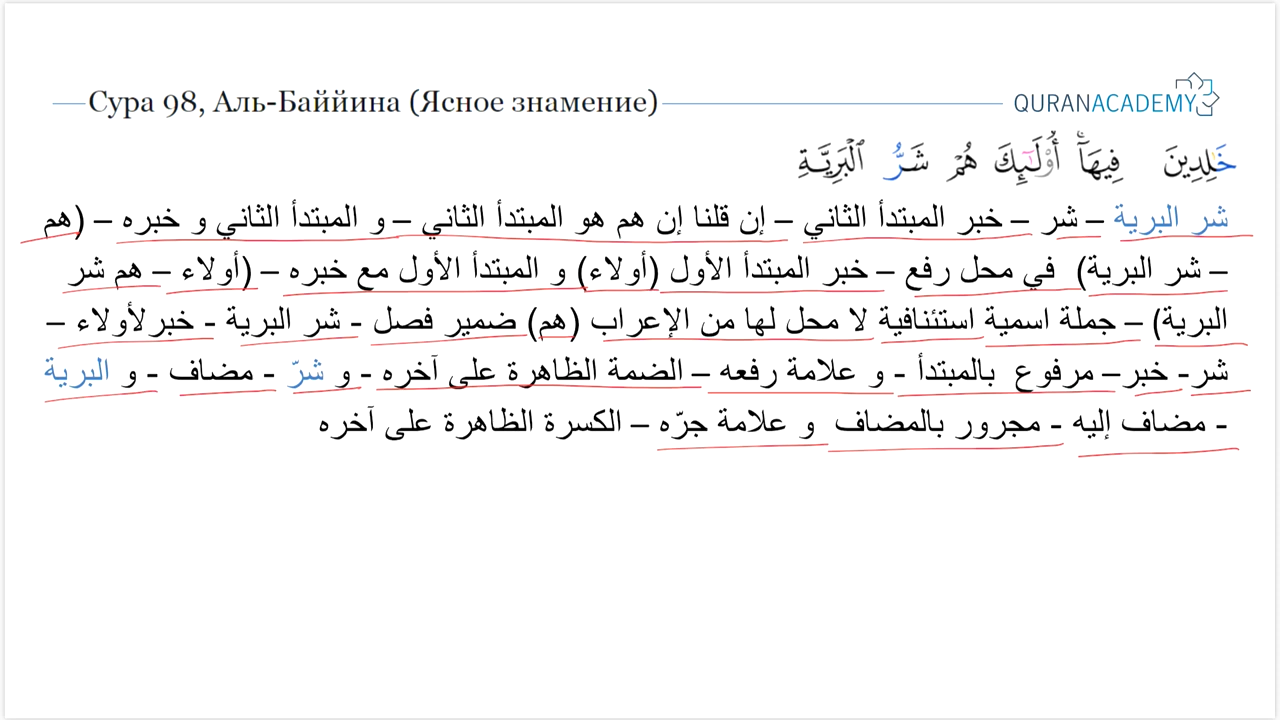 Сура 98, Аль-Баййина (Ясное знамение)
QURANACADEMY
خَٰلِدِينَ فِيهَآۚ أُو۟لَٰٓئِكَ هُمْ شَرُّ ٱلْبَرِيَّةِ
شر البرية – شر – خبر المبتدأ الثاني – إن قلنا إن هم هو المبتدأ الثاني – و المبتدأ الثاني و خبره – (هم
– شر البرية) في محل رفع – خبر المبتدأ الأول (أولاء) و المبتدأ الأول مع خبره – (أولاء – هم شر
البرية) – جملة اسمية استئنافية لا محل لها من الإعراب (هم) ضمير فصل - شر البرية - خبرلأولاء –
شر- خبر– مرفوع بالمبتدأ - و علامة رفعه – الضمة الظاهرة على آخره - و شرّ - مضاف - و البرية
- مضاف إليه - مجرور بالمضاف و علامة جرّه – الكسرة الظاهرة على آخره